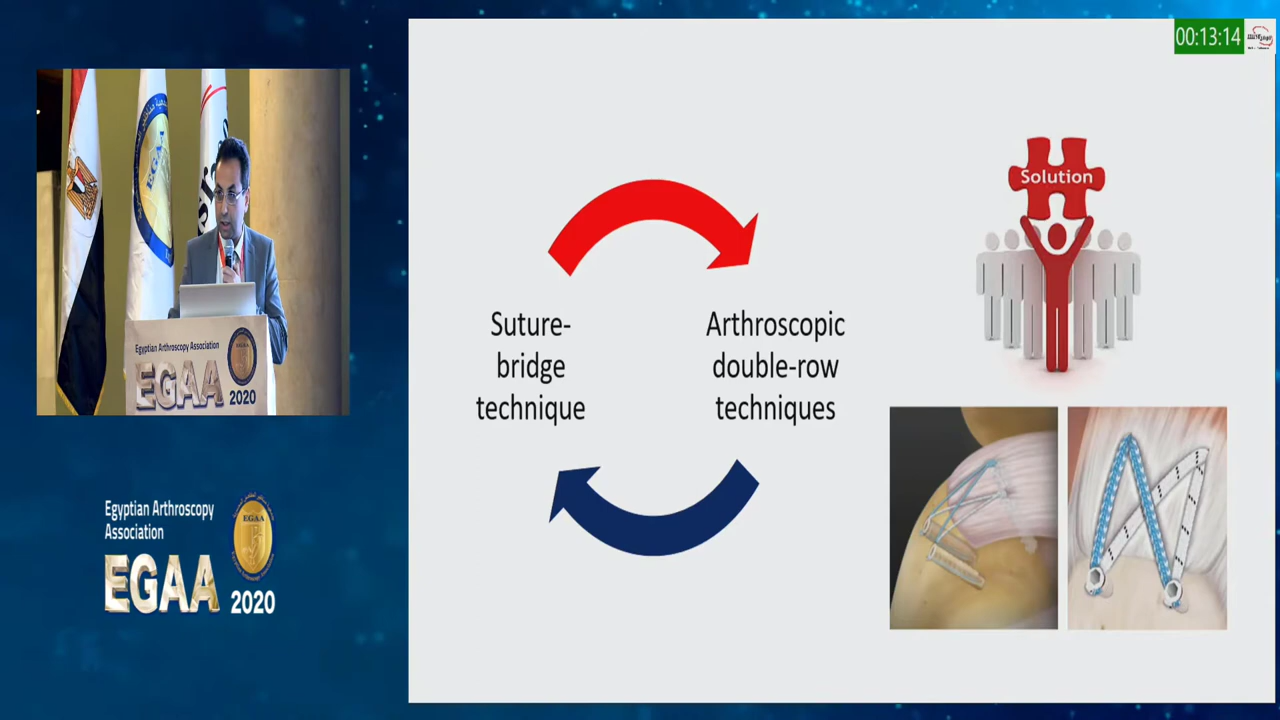 00:13:14
Solution
Suture-
bridge
technique
Arthroscopic
double-row
techniques
EGAA
Egyptian Arthroscopy Association
EGAA
2020
Egyptian Arthroscopy
Association
EGAA
2020
EGAA